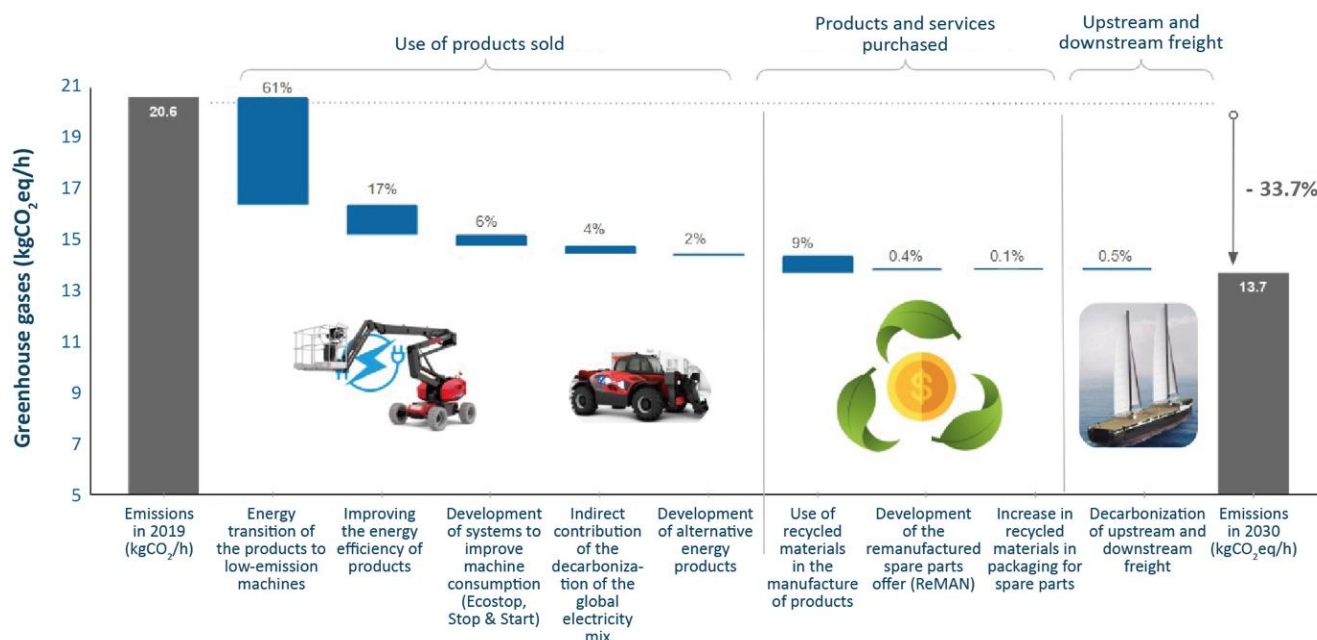 Use of products sold
Products and services
purchased
Upstream and
downstream freight
Greenhouse gases (kgCO₂eq/h)
21
19
17
15
13
11
9
7
5
20.6
61%
17%
6%
4%
2%
9%
0.4%
0.1%
0.5%
- 33.7%
13.7
$
Emissions
in 2019
(kgCO₂/h)
Energy
transition of
the products to
low-emission
machines
Improving
the energy
efficiency of
products
Development
of systems to
improve
machine
consumption
(Ecostop,
Stop & Start)
Indirect
contribution
of the
decarboniza-
tion of the
global
electricity
mix
Development
of alternative
energy
products
Use of
recycled
materials
in the
manufacture
of products
Development
of the
remanufactured
spare parts
offer (ReMAN)
Increase in
recycled
materials in
packaging for
spare parts
Decarbonization
of upstream and
downstream
freight
Emissions
in 2030
(kgCO₂eq/h)